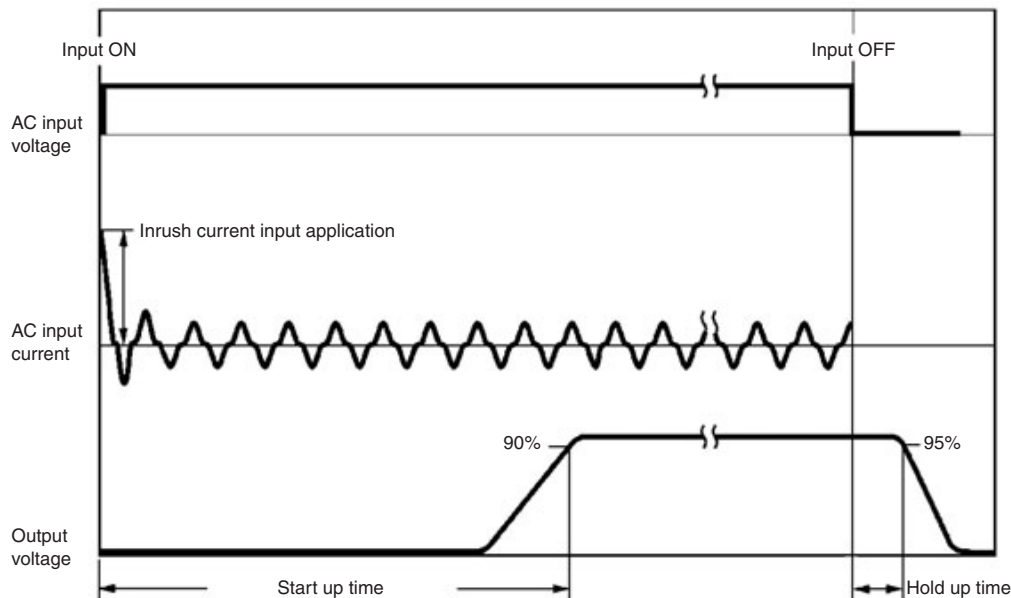 Input ON
Input OFF
AC input
voltage
Inrush current input application
AC input
current
90%
95%
Output
voltage
Start up time
Hold up time